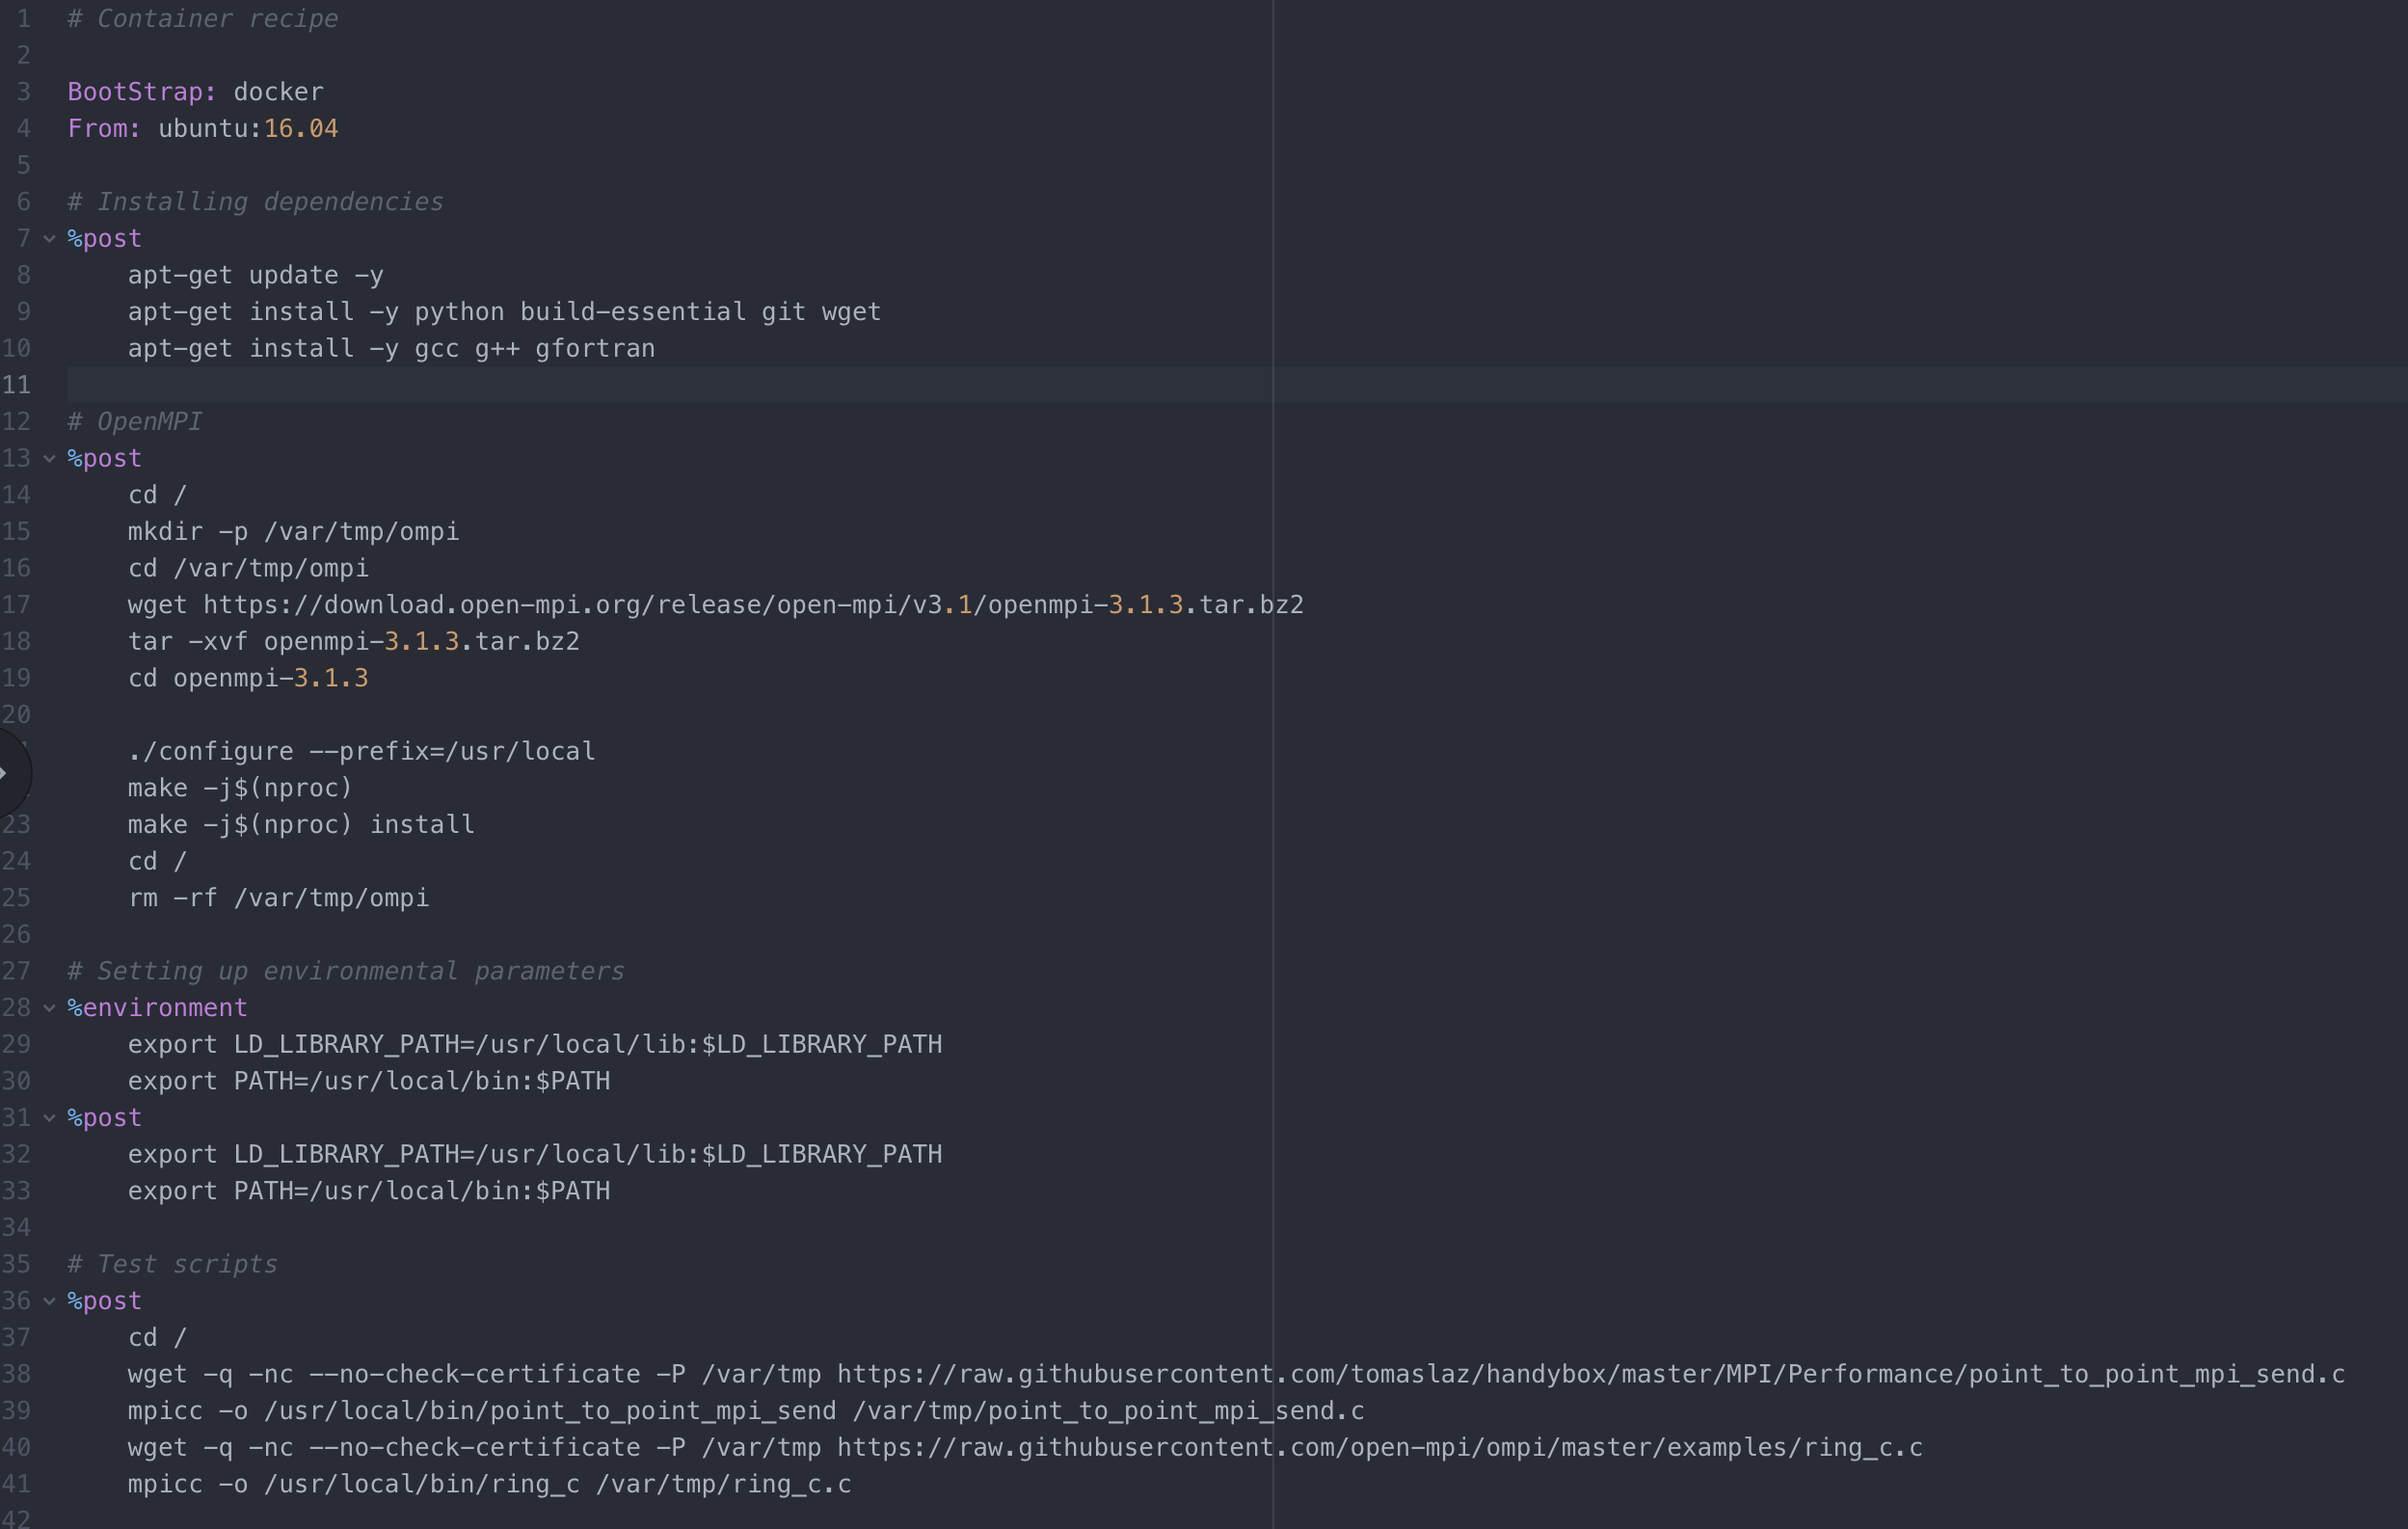 1 # Container recipe
2
3 BootStrap: docker
4 From: ubuntu:16.04
5
6 # Installing dependencies
7 %post
8 apt-get update -y
9 apt-get install -y python build-essential git wget
10 apt-get install -y gcc g++ gfortran
11
12 # OpenMPI
13 %post
14 cd /
15 mkdir -p /var/tmp/ompi
16 cd /var/tmp/ompi
17 wget https://download.open-mpi.org/release/open-mpi/v3.1/openmpi-3.1.3.tar.bz2
18 tar -xvf openmpi-3.1.3.tar.bz2
19 cd openmpi-3.1.3
20
./configure --prefix=/usr/local
make -j$(nproc)
23 make -j$(nproc) install
24 cd /
25 rm -rf /var/tmp/ompi
26
27 # Setting up environmental parameters
28 %environment
29 export LD_LIBRARY_PATH=/usr/local/lib:$LD_LIBRARY_PATH
30 export PATH=/usr/local/bin:$PATH
31 %post
32 export LD_LIBRARY_PATH=/usr/local/lib:$LD_LIBRARY_PATH
33 export PATH=/usr/local/bin:$PATH
34
35 # Test scripts
36 %post
37 cd /
38 wget -q -nc --no-check-certificate -P /var/tmp https://raw.githubusercontent.com/tomaslaz/handybox/master/MPI/Performance/point_to_point_mpi_send.c
39 mpicc -o /usr/local/bin/point_to_point_mpi_send /var/tmp/point_to_point_mpi_send.c
40 wget -q -nc --no-check-certificate -P /var/tmp https://raw.githubusercontent.com/open-mpi/ompi/master/examples/ring_c.c
41 mpicc -o /usr/local/bin/ring_c /var/tmp/ring_c.c
42